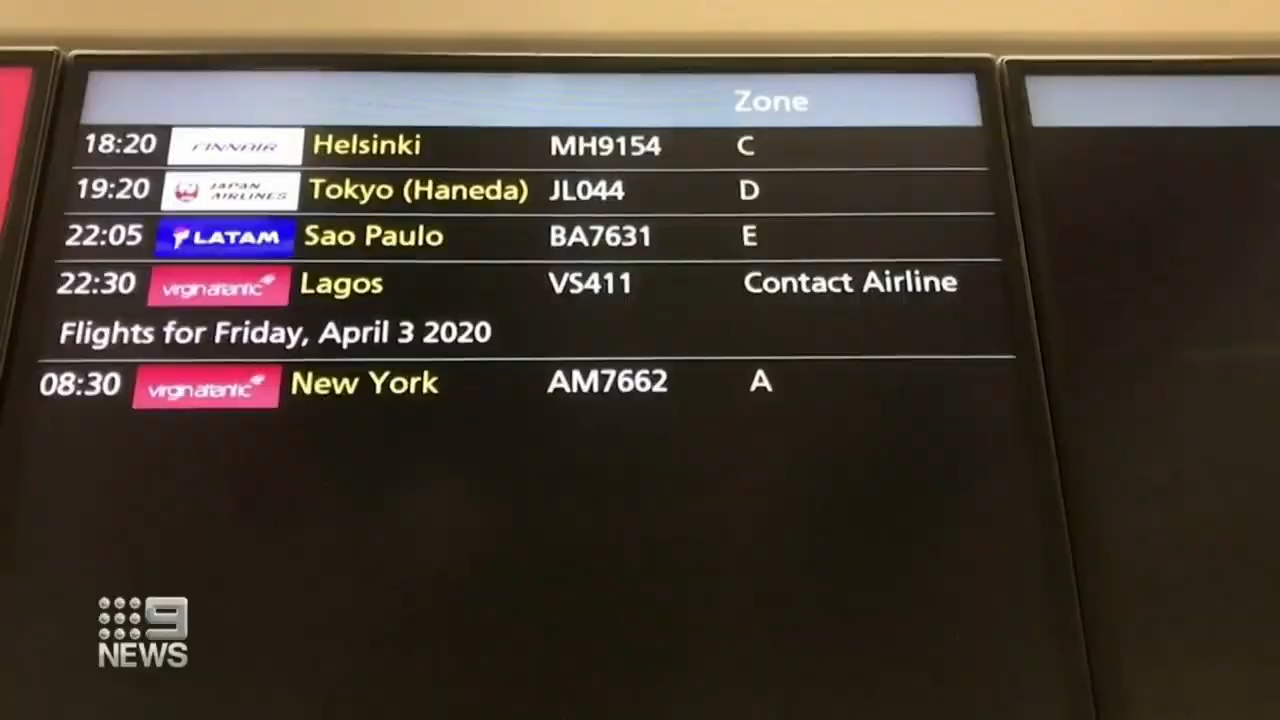 Zone
18:20 FINNAIR Helsinki MH9154 C
19:20 JAPAN AIRLINES Tokyo (Haneda) JL044 D
22:05 LATAM Sao Paulo BA7631 E
22:30 virgin atlantic Lagos VS411 Contact Airline
Flights for Friday, April 3 2020
08:30 virgin atlantic New York AM7662 A
9
NEWS